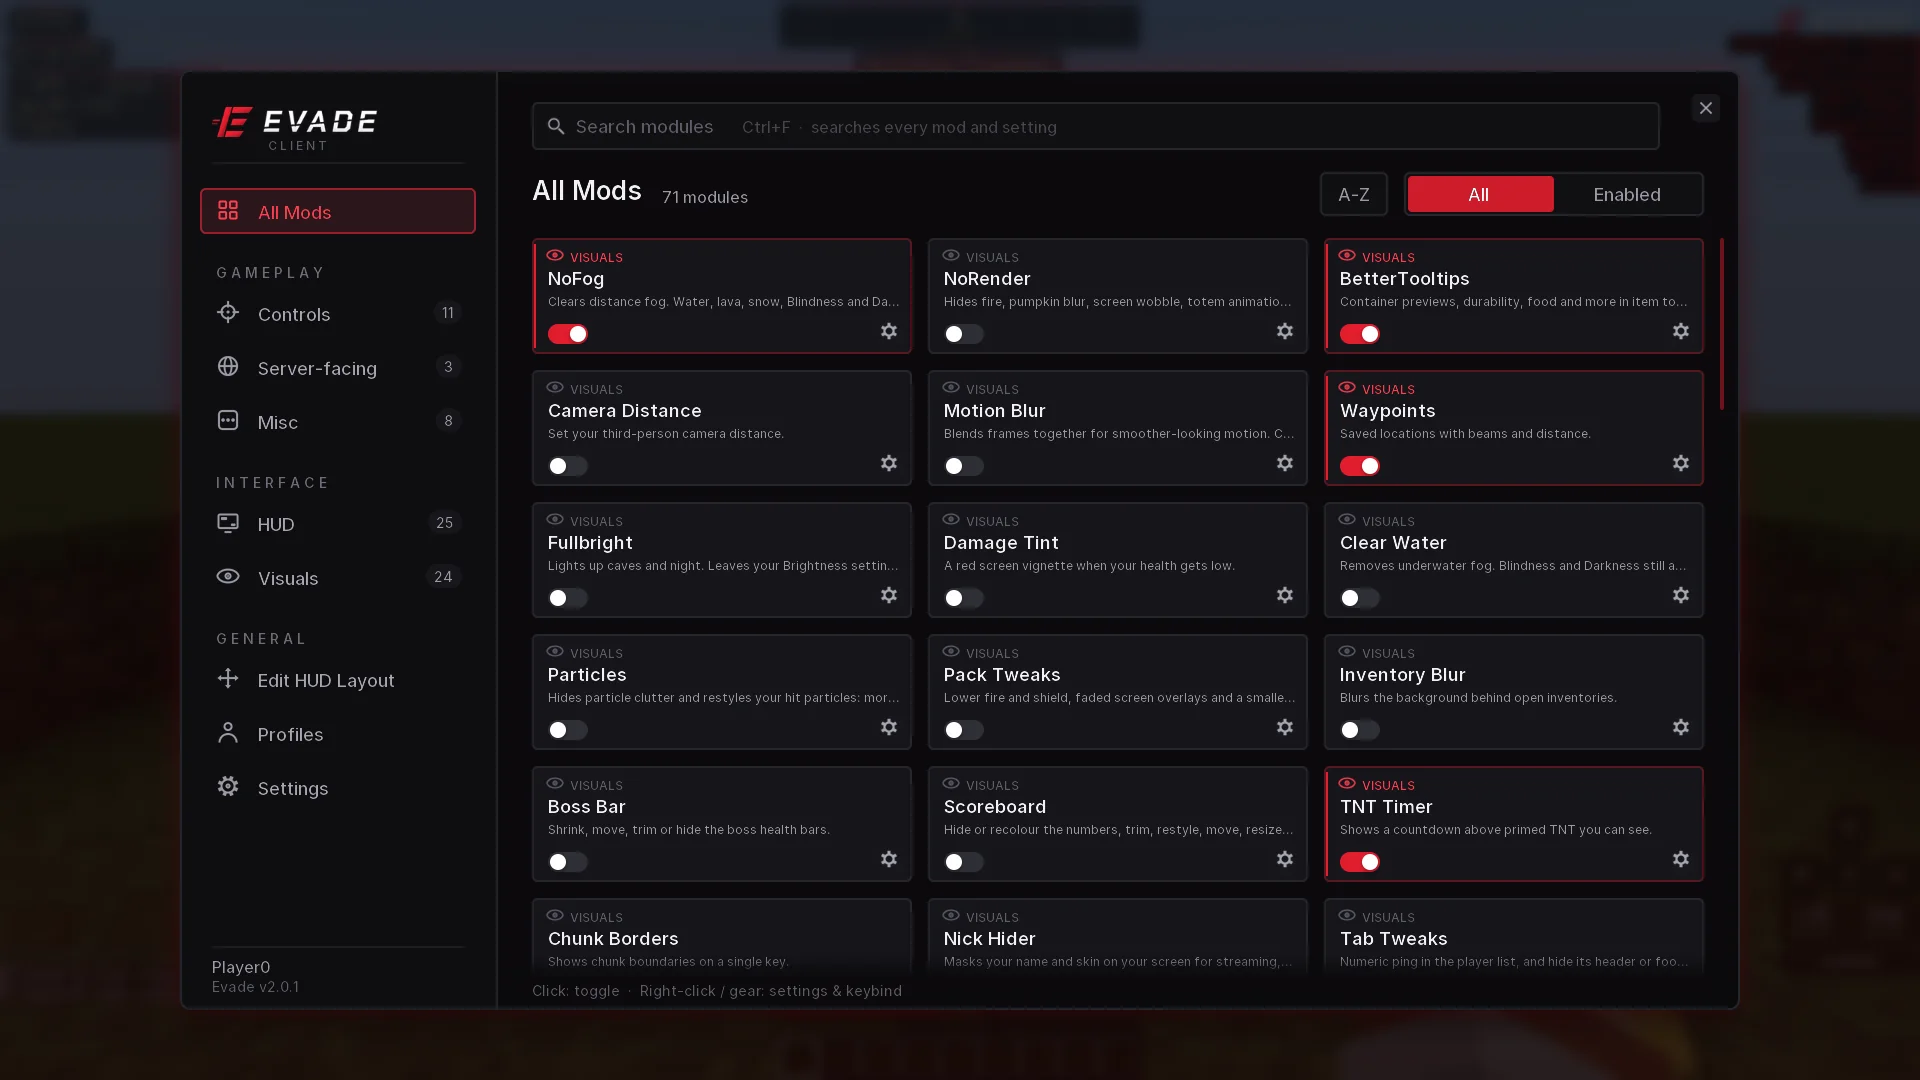 EVADE
CLIENT
All Mods
GAMEPLAY
Controls 11
Server-facing 3
Misc 8
INTERFACE
HUD 25
Visuals 24
GENERAL
Edit HUD Layout
Profiles
Settings
Player0
Evade v2.0.1
Search modules Ctrl+F · searches every mod and setting
All Mods 71 modules
A-Z All Enabled
VISUALS
NoFog
Clears distance fog. Water, lava, snow, Blindness and Da...
VISUALS
NoRender
Hides fire, pumpkin blur, screen wobble, totem animatio...
VISUALS
BetterTooltips
Container previews, durability, food and more in item to...
VISUALS
Camera Distance
Set your third-person camera distance.
VISUALS
Motion Blur
Blends frames together for smoother-looking motion. C...
VISUALS
Waypoints
Saved locations with beams and distance.
VISUALS
Fullbright
Lights up caves and night. Leaves your Brightness settin...
VISUALS
Damage Tint
A red screen vignette when your health gets low.
VISUALS
Clear Water
Removes underwater fog. Blindness and Darkness still a...
VISUALS
Particles
Hides particle clutter and restyles your hit particles: mor...
VISUALS
Pack Tweaks
Lower fire and shield, faded screen overlays and a smalle...
VISUALS
Inventory Blur
Blurs the background behind open inventories.
VISUALS
Boss Bar
Shrink, move, trim or hide the boss health bars.
VISUALS
Scoreboard
Hide or recolour the numbers, trim, restyle, move, resize...
VISUALS
TNT Timer
Shows a countdown above primed TNT you can see.
VISUALS
Chunk Borders
Shows chunk boundaries on a single key.
VISUALS
Nick Hider
Masks your name and skin on your screen for streaming,...
VISUALS
Tab Tweaks
Numeric ping in the player list, and hide its header or foo...
Click: toggle · Right-click / gear: settings & keybind